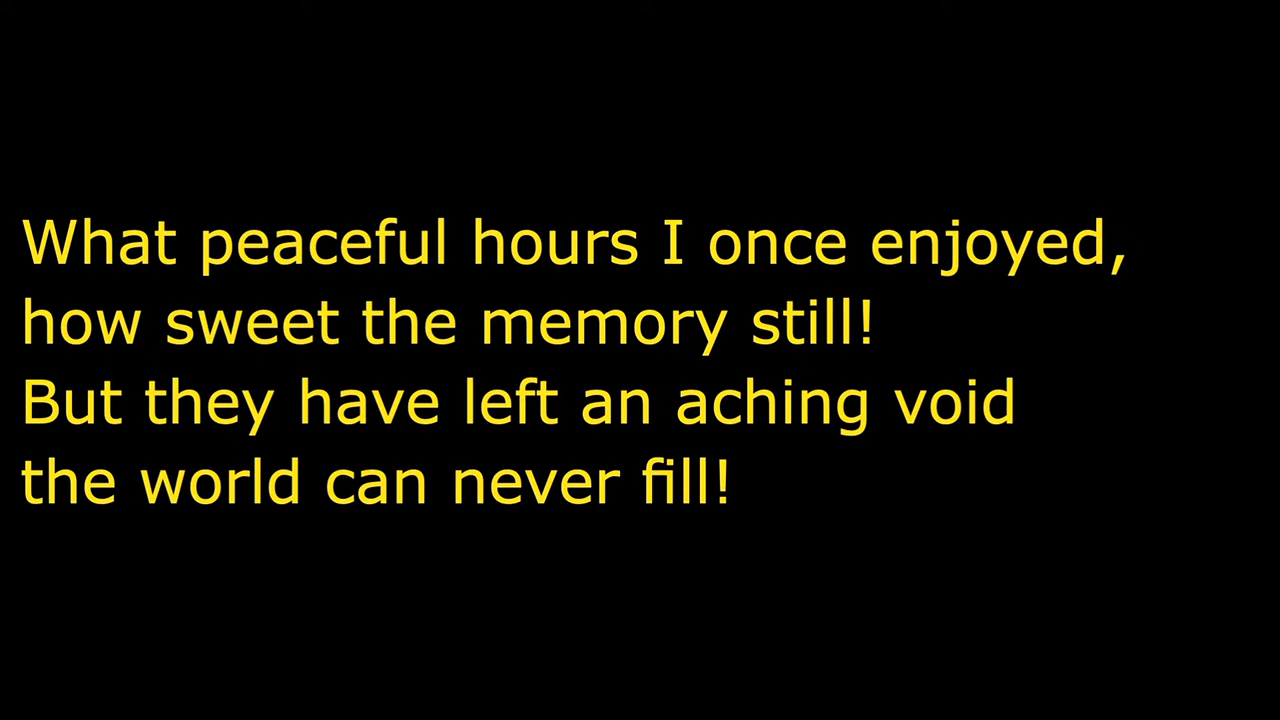 What peaceful hours I once enjoyed,
how sweet the memory still!
But they have left an aching void
the world can never fill!